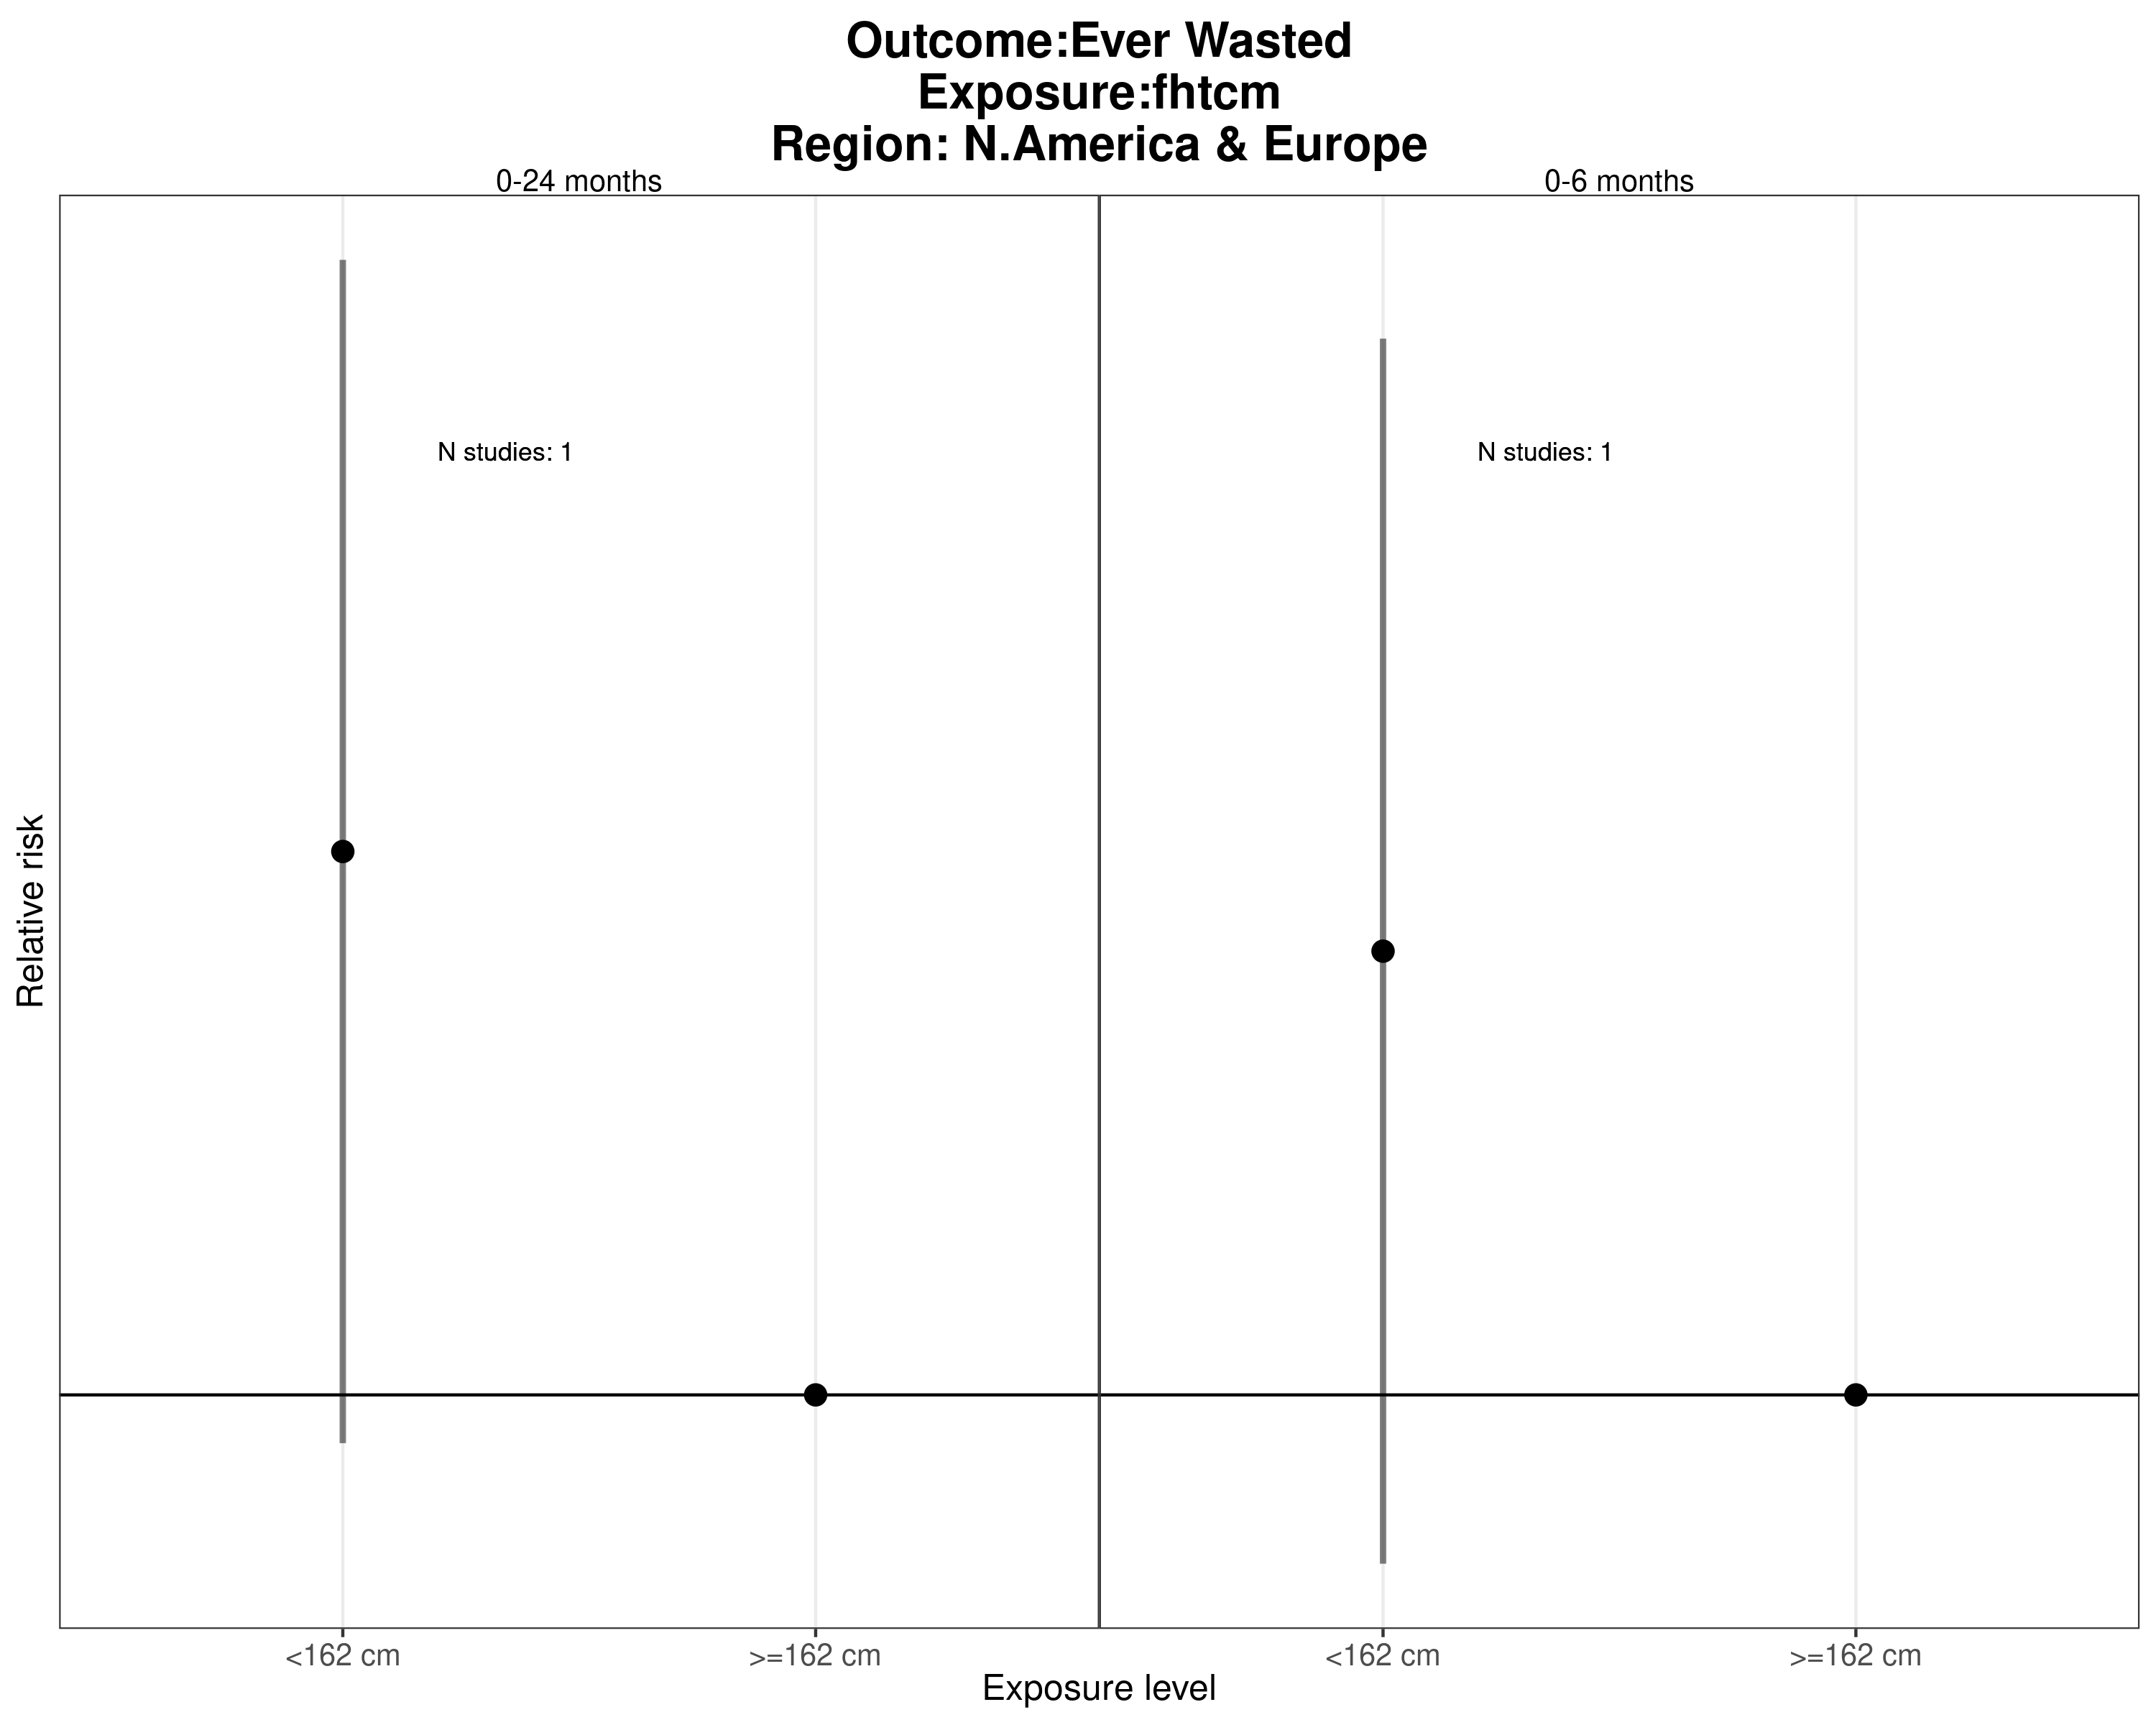 Outcome:Ever Wasted
Exposure:fhtcm
Region: N.America & Europe
0-24 months
0-6 months
N studies: 1
N studies: 1
Relative risk
<162 cm
>=162 cm
<162 cm
>=162 cm
Exposure level